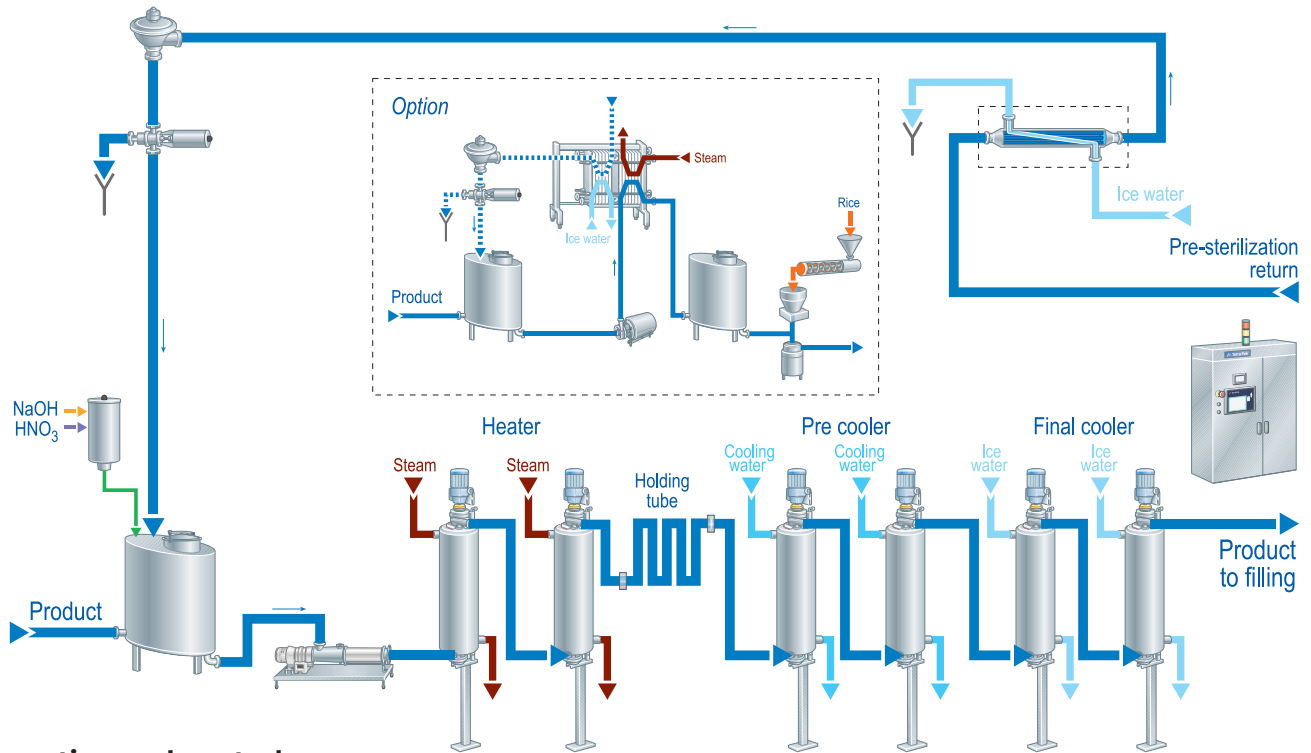 Option
Steam
Ice water
Rice
Product
Ice water
Pre-sterilization
return
NaOH
HNO3
Heater
Pre cooler
Final cooler
Steam
Steam
Holding
tube
Cooling
water
Cooling
water
Ice
water
Ice
water
Product
Product
to filling